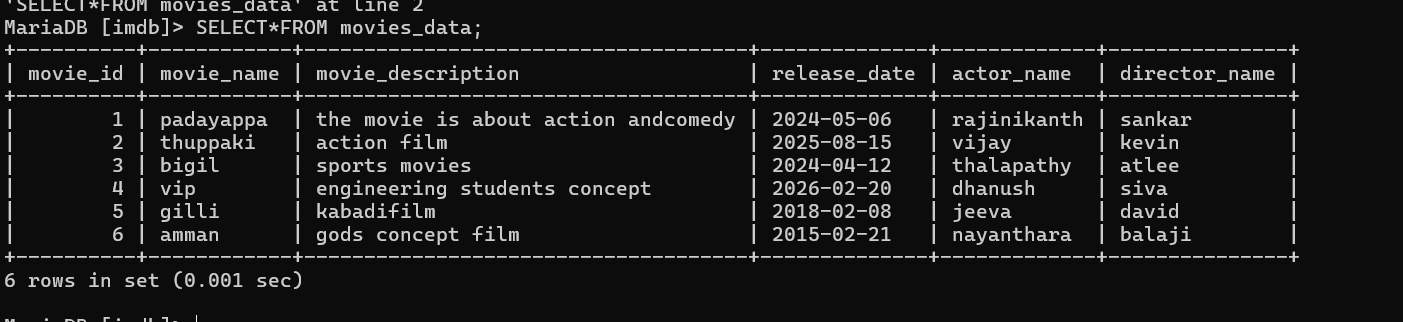 'SELECT*FROM movies_data' at line 2
MariaDB [imdb]> SELECT*FROM movies_data;
+----------+------------+-------------------------------------+--------------+-------------+---------------+
| movie_id | movie_name | movie_description                   | release_date | actor_name  | director_name |
+----------+------------+-------------------------------------+--------------+-------------+---------------+
|        1 | padayappa  | the movie is about action andcomedy | 2024-05-06   | rajinikanth | sankar        |
|        2 | thuppaki   | action film                         | 2025-08-15   | vijay       | kevin         |
|        3 | bigil      | sports movies                       | 2024-04-12   | thalapathy  | atlee         |
|        4 | vip        | engineering students concept        | 2026-02-20   | dhanush     | siva          |
|        5 | gilli      | kabadifilm                          | 2018-02-08   | jeeva       | david         |
|        6 | amman      | gods concept film                   | 2015-02-21   | nayanthara  | balaji        |
+----------+------------+-------------------------------------+--------------+-------------+---------------+
6 rows in set (0.001 sec)
MariaDB [imdb]>